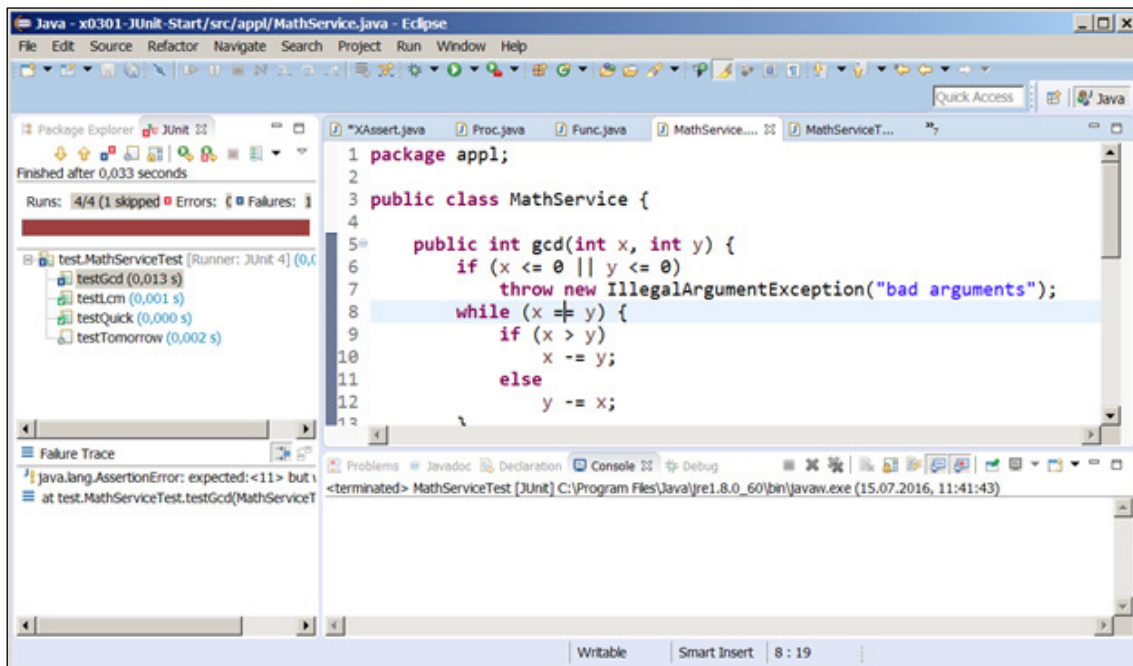 Java - x0301-JUnit-Start/src/appl/MathService.java - Eclipse
File Edit Source Refactor Navigate Search Project Run Window Help
Quick Access Java
Package Explorer JUnit
Finished after 0,033 seconds
Runs: 4/4 (1 skipped Errors: Failures: 1
test.MathServiceTest [Runner: JUnit 4] (0,0
testGcd (0,013 s)
testLcm (0,001 s)
testQuick (0,000 s)
testTomorrow (0,002 s)
Failure Trace
java.lang.AssertionError: expected:<11> but
at test.MathServiceTest.testGcd(MathServiceT
*XAssert.java Proc.java Func.java MathService.... MathServiceT... »7
1 package appl;
2
3 public class MathService {
4
5 public int gcd(int x, int y) {
6 if (x <= 0 || y <= 0)
7 throw new IllegalArgumentException("bad arguments");
8 while (x == y) {
9 if (x > y)
10 x -= y;
11 else
12 y -= x;
13 }
Problems Javadoc Declaration Console Debug
<terminated> MathServiceTest [JUnit] C:\Program Files\Java\jre1.8.0_60\bin\javaw.exe (15.07.2016, 11:41:43)
Writable Smart Insert 8 : 19